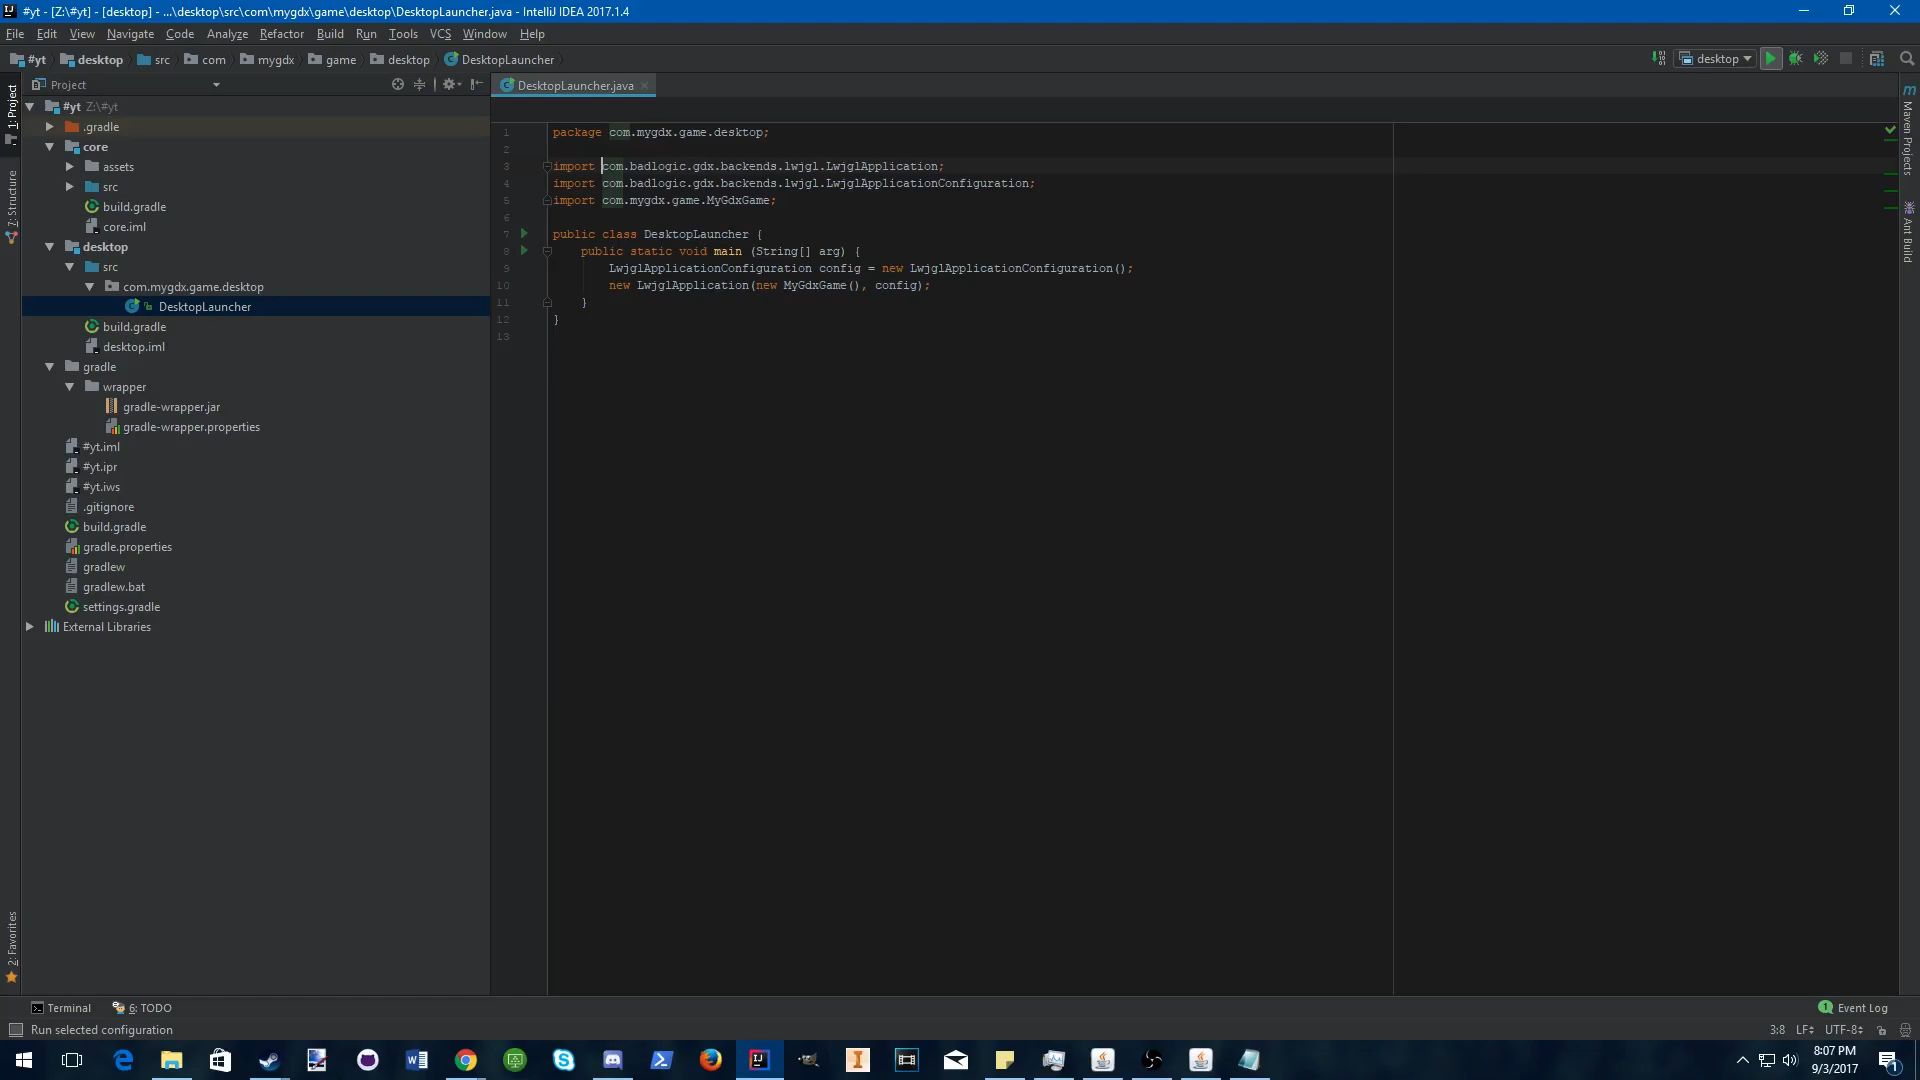 #yt - [Z:\#yt] - [desktop] - ...\desktop\src\com\mygdx\game\desktop\DesktopLauncher.java - IntelliJ IDEA 2017.1.4
File Edit View Navigate Code Analyze Refactor Build Run Tools VCS Window Help
#yt desktop src com mygdx game desktop DesktopLauncher
desktop
Project
DesktopLauncher.java
1: Project
7: Structure
2: Favorites
#yt Z:\#yt
.gradle
core
assets
src
build.gradle
core.iml
desktop
src
com.mygdx.game.desktop
DesktopLauncher
build.gradle
desktop.iml
gradle
wrapper
gradle-wrapper.jar
gradle-wrapper.properties
#yt.iml
#yt.ipr
#yt.iws
.gitignore
build.gradle
gradle.properties
gradlew
gradlew.bat
settings.gradle
External Libraries
1 package com.mygdx.game.desktop;
2
3 import com.badlogic.gdx.backends.lwjgl.LwjglApplication;
4 import com.badlogic.gdx.backends.lwjgl.LwjglApplicationConfiguration;
5 import com.mygdx.game.MyGdxGame;
6
7 public class DesktopLauncher {
8 public static void main (String[] arg) {
9 LwjglApplicationConfiguration config = new LwjglApplicationConfiguration();
10 new LwjglApplication(new MyGdxGame(), config);
11 }
12 }
13
m Maven Projects
Ant Build
Terminal
6: TODO
1 Event Log
Run selected configuration
3:8 LF UTF-8
8:07 PM
9/3/2017
1